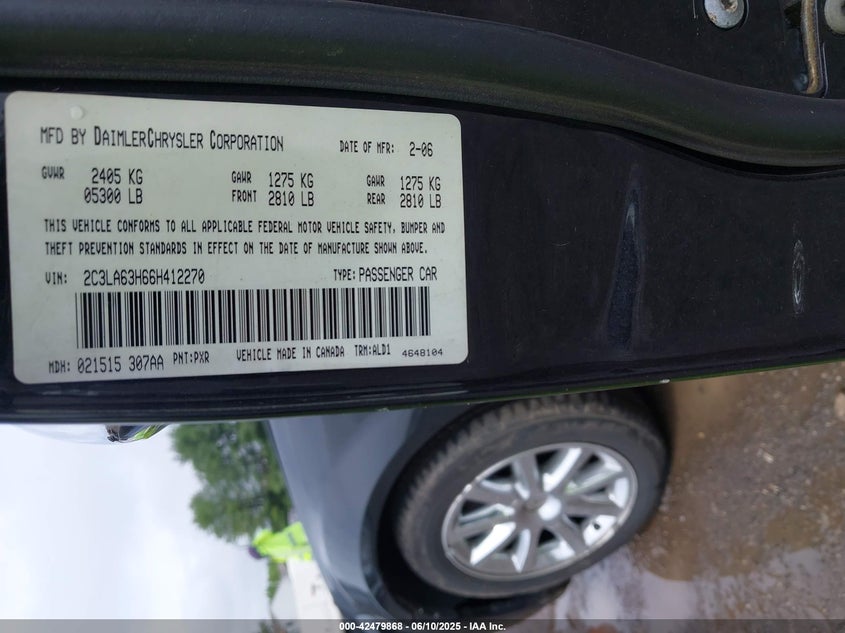 MFD BY DAIMLERCHRYSLER CORPORATION DATE OF MFR: 2-06
GVWR 2405 KG GAWR 1275 KG GAWR 1275 KG
05300 LB FRONT 2810 LB REAR 2810 LB
THIS VEHICLE CONFORMS TO ALL APPLICABLE FEDERAL MOTOR VEHICLE SAFETY, BUMPER AND
THEFT PREVENTION STANDARDS IN EFFECT ON THE DATE OF MANUFACTURE SHOWN ABOVE.
VIN: 2C3LA63H66H412270 TYPE: PASSENGER CAR
MDH: 021515 307AA PNT:PXR VEHICLE MADE IN CANADA TRM:ALD1 4648104
000-42479868 - 06/10/2025 - IAA Inc.